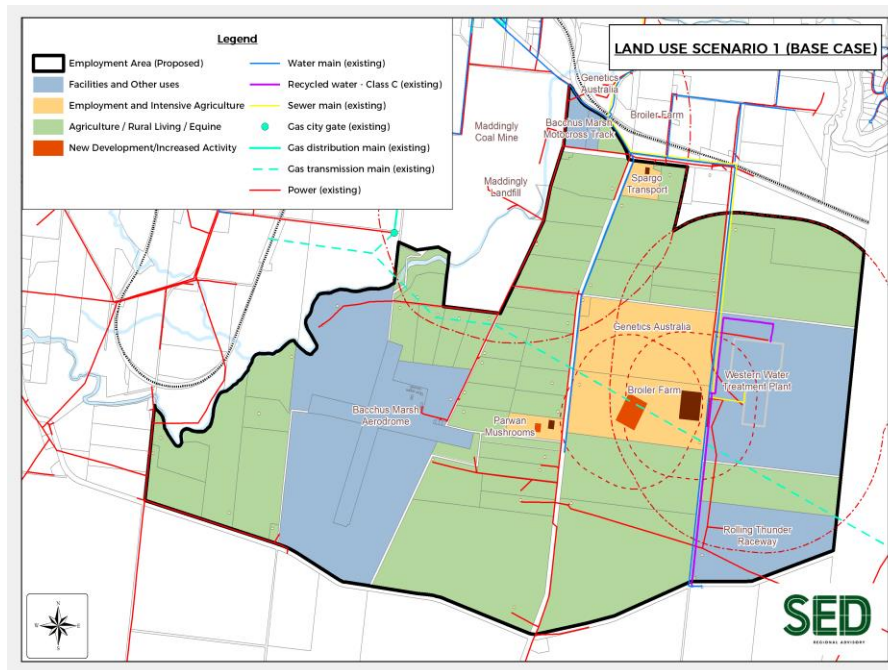 Legend
Employment Area (Proposed)
Facilities and Other uses
Employment and Intensive Agriculture
Agriculture / Rural Living / Equine
New Development/Increased Activity
Water main (existing)
Recycled water - Class C (existing)
Sewer main (existing)
Gas city gate (existing)
Gas distribution main (existing)
Gas transmission main (existing)
Power (existing)
LAND USE SCENARIO 1 (BASE CASE)
Genetics
Australia
Bacchus Marsh
Motocross Track
Broiler Farm
Maddingly
Coal Mine
Maddingly
Landfill
Spargo
Transport
Genetics Australia
Western Water
Treatment Plant
Broiler Farm
Bacchus Marsh
Aerodrome
Parwan
Mushrooms
Rolling Thunder
Raceway
N
W
E
S
SED
REGIONAL ADVISORY